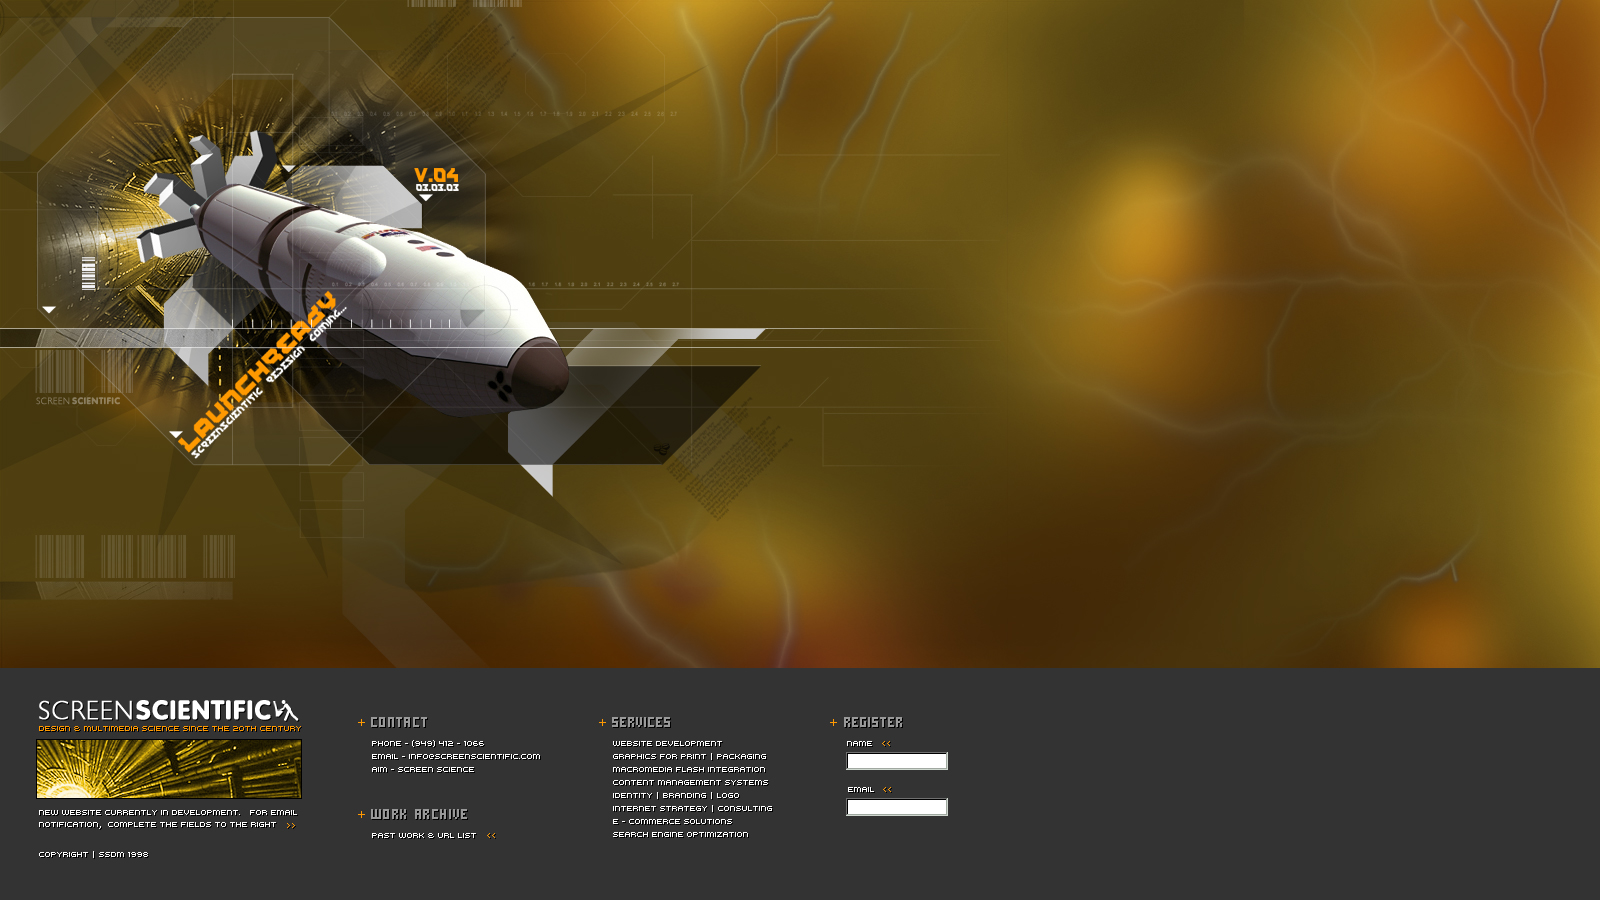 V.04
03.03.03
LAUNCHREADY
SCREENSCIENTIFIC REDESIGN COMING...
SCREEN SCIENTIFIC
SCREENSCIENTIFIC
DESIGN & MULTIMEDIA SCIENCE SINCE THE 20TH CENTURY
NEW WEBSITE CURRENTLY IN DEVELOPMENT. FOR EMAIL
NOTIFICATION, COMPLETE THE FIELDS TO THE RIGHT >>
COPYRIGHT | SSDM 1998
+ CONTACT
PHONE - (949) 412 - 1066
EMAIL - INFO@SCREENSCIENTIFIC.COM
AIM - SCREEN SCIENCE
+ WORK ARCHIVE
PAST WORK & URL LIST <<
+ SERVICES
WEBSITE DEVELOPMENT
GRAPHICS FOR PRINT | PACKAGING
MACROMEDIA FLASH INTEGRATION
CONTENT MANAGEMENT SYSTEMS
IDENTITY | BRANDING | LOGO
INTERNET STRATEGY | CONSULTING
E - COMMERCE SOLUTIONS
SEARCH ENGINE OPTIMIZATION
+ REGISTER
NAME <<
EMAIL <<